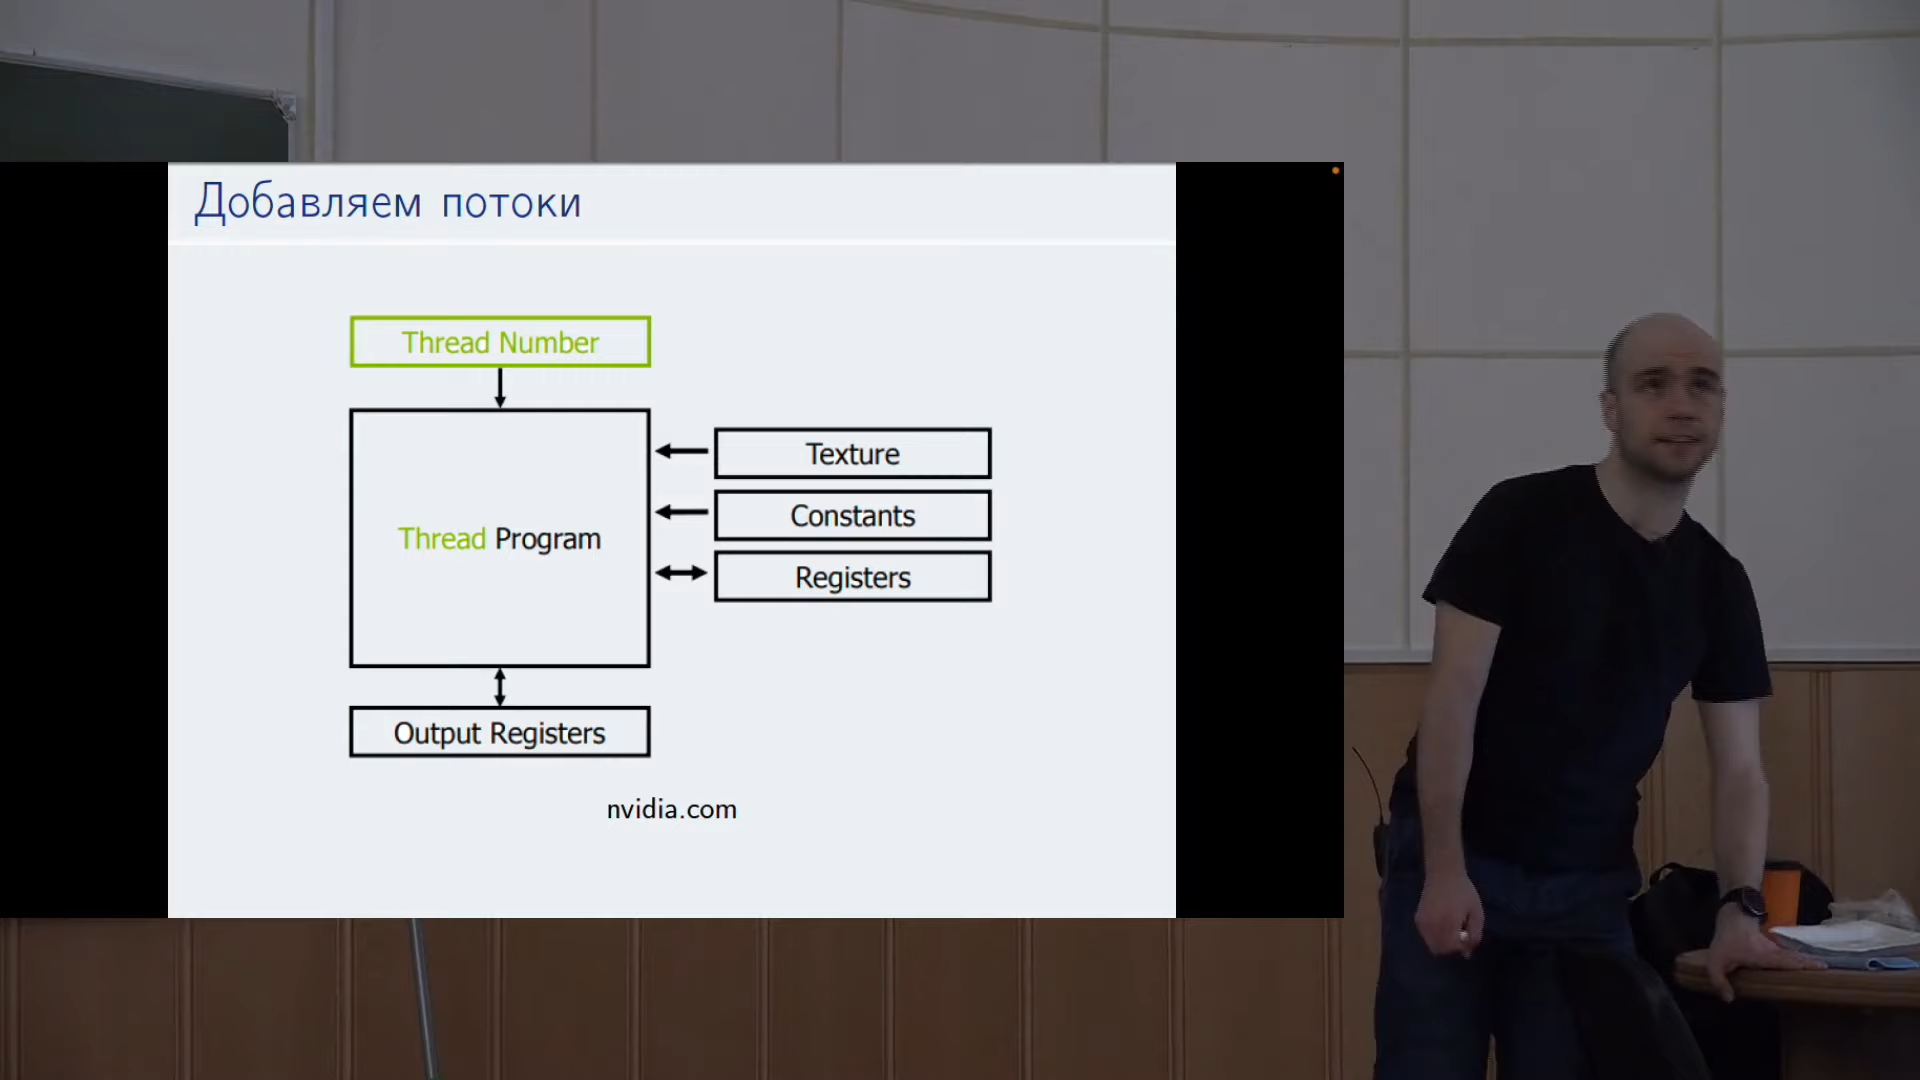 Добавляем потоки
Thread Number
Texture
Constants
Thread Program
Registers
Output Registers
nvidia.com